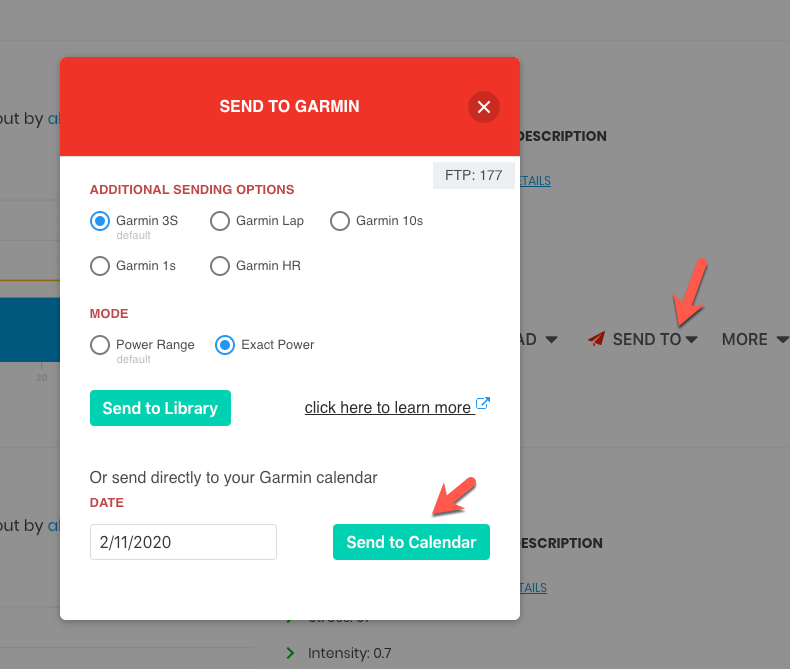 SEND TO GARMIN
out by
DESCRIPTION
FTP: 177
DETAILS
ADDITIONAL SENDING OPTIONS
Garmin 3S
default
Garmin Lap
Garmin 10s
Garmin 1s
Garmin HR
MODE
Power Range
default
Exact Power
AD
SEND TO
MORE
20
Send to Library
click here to learn more
Or send directly to your Garmin calendar
DATE
2/11/2020
Send to Calendar
out by
ESCRIPTION
TAILS
Intensity: 0.7